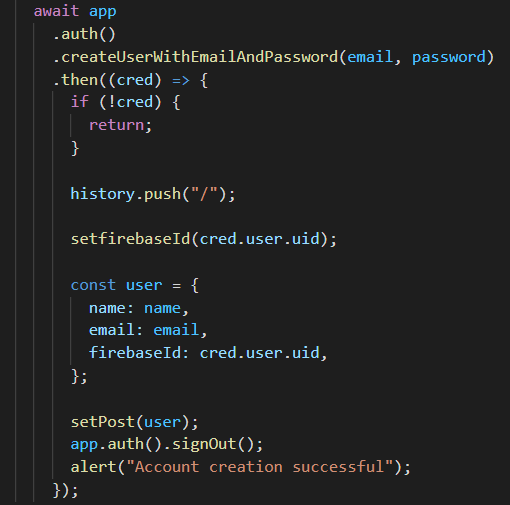 await app
.auth()
.createUserWithEmailAndPassword(email, password)
.then((cred) => {
if (!cred) {
return;
}
history.push("/");
setfirebaseId(cred.user.uid);
const user = {
name: name,
email: email,
firebaseId: cred.user.uid,
};
setPost(user);
app.auth().signOut();
alert("Account creation successful");
});